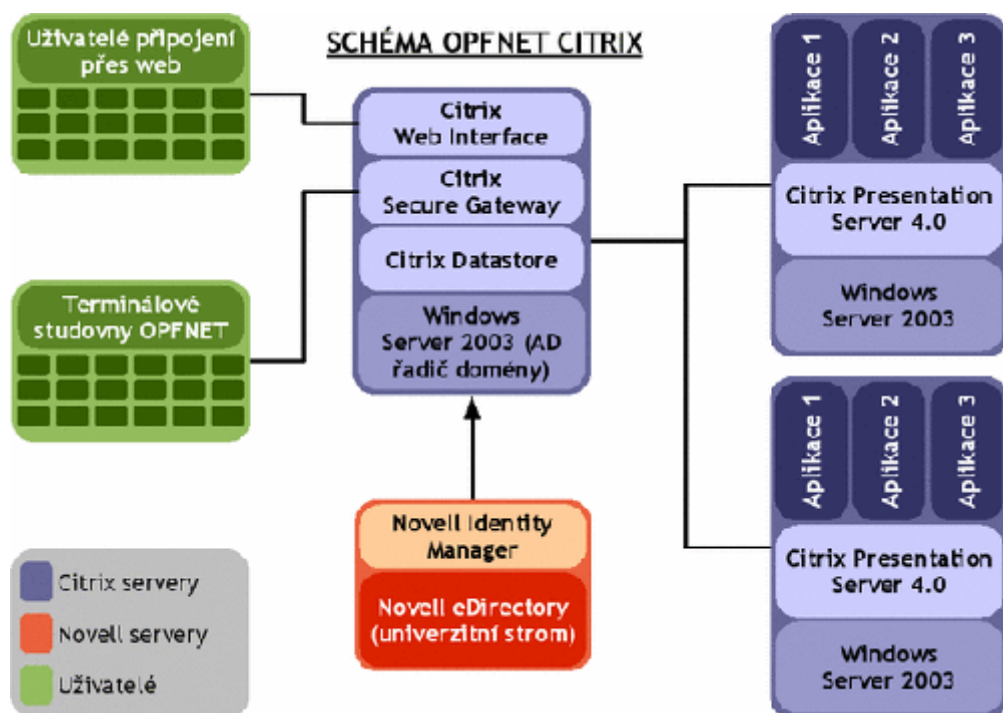 SCHÉMA OPFNET CITRIX
Uživatelé připojení
přes web
Terminálové
studovny OPFNET
Citrix
Web Interface
Citrix
Secure Gateway
Citrix Datastore
Windows
Server 2003 (AD
řadič domény)
Novell Identity
Manager
Novell eDirectory
(univerzitní strom)
Aplikace 1
Aplikace 2
Aplikace 3
Citrix Presentation
Server 4.0
Windows
Server 2003
Aplikace 1
Aplikace 2
Aplikace 3
Citrix Presentation
Server 4.0
Windows
Server 2003
Citrix servery
Novell servery
Uživatelé